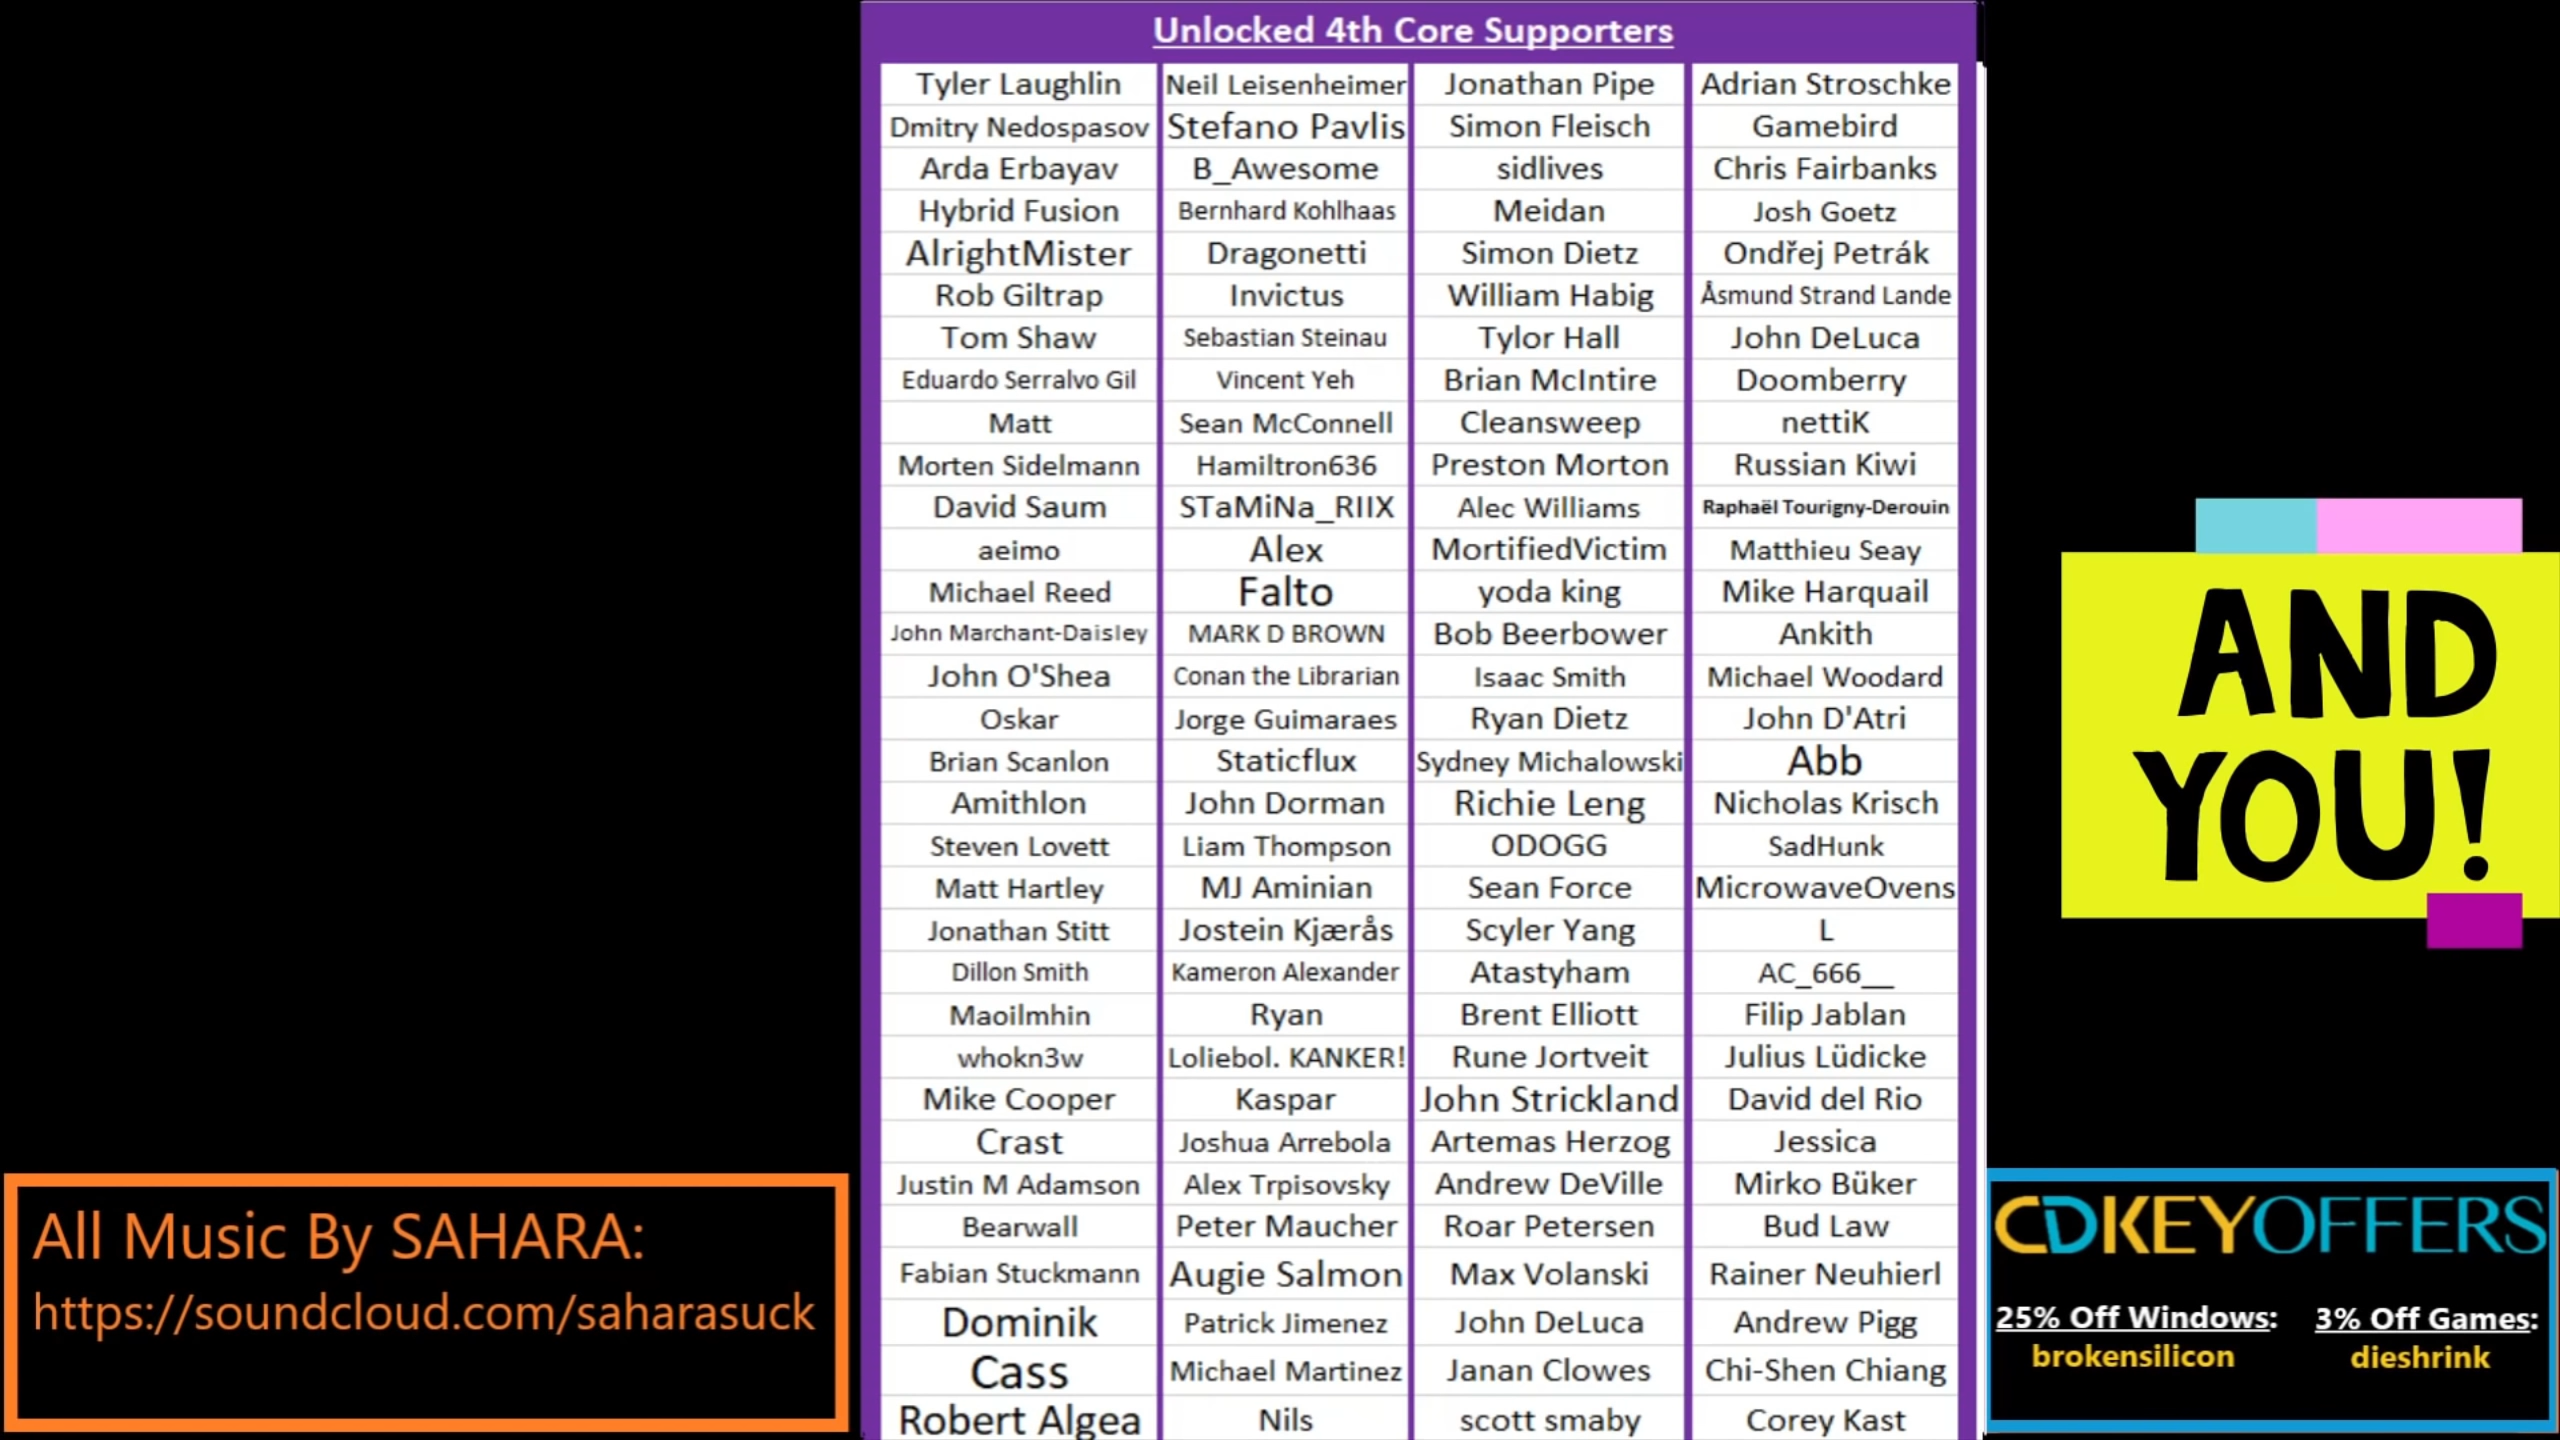 Unlocked 4th Core Supporters
Tyler Laughlin Neil Leisenheimer Jonathan Pipe Adrian Stroschke
Dmitry Nedospasov Stefano Pavlis Simon Fleisch Gamebird
Arda Erbayav B_Awesome sidlives Chris Fairbanks
Hybrid Fusion Bernhard Kohlhaas Meidan Josh Goetz
AlrightMister Dragonetti Simon Dietz Ondřej Petrák
Rob Giltrap Invictus William Habig Åsmund Strand Lande
Tom Shaw Sebastian Steinau Tylor Hall John DeLuca
Eduardo Serralvo Gil Vincent Yeh Brian McIntire Doomberry
Matt Sean McConnell Cleansweep nettiK
Morten Sidelmann Hamiltron636 Preston Morton Russian Kiwi
David Saum STaMiNa_RIIX Alec Williams Raphaël Tourigny-Derouin
aeimo Alex MortifiedVictim Matthieu Seay
Michael Reed Falto yoda king Mike Harquail
John Marchant-Daisley MARK D BROWN Bob Beerbower Ankith
John O'Shea Conan the Librarian Isaac Smith Michael Woodard
Oskar Jorge Guimaraes Ryan Dietz John D'Atri
Brian Scanlon Staticflux Sydney Michalowski Abb
Amithlon John Dorman Richie Leng Nicholas Krisch
Steven Lovett Liam Thompson ODOGG SadHunk
Matt Hartley MJ Aminian Sean Force MicrowaveOvens
Jonathan Stitt Jostein Kjærås Scyler Yang L
Dillon Smith Kameron Alexander Atastyham AC_666__
Maoilmhin Ryan Brent Elliott Filip Jablan
whokn3w Loliebol. KANKER! Rune Jortveit Julius Lüdicke
Mike Cooper Kaspar John Strickland David del Rio
Crast Joshua Arrebola Artemas Herzog Jessica
Justin M Adamson Alex Trpisovsky Andrew DeVille Mirko Büker
Bearwall Peter Maucher Roar Petersen Bud Law
Fabian Stuckmann Augie Salmon Max Volanski Rainer Neuhierl
Dominik Patrick Jimenez John DeLuca Andrew Pigg
Cass Michael Martinez Janan Clowes Chi-Shen Chiang
Robert Algea Nils scott smaby Corey Kast
AND
YOU!
All Music By SAHARA:
https://soundcloud.com/saharasuck
CDKEYOFFERS
25% Off Windows: 3% Off Games:
brokensilicon dieshrink